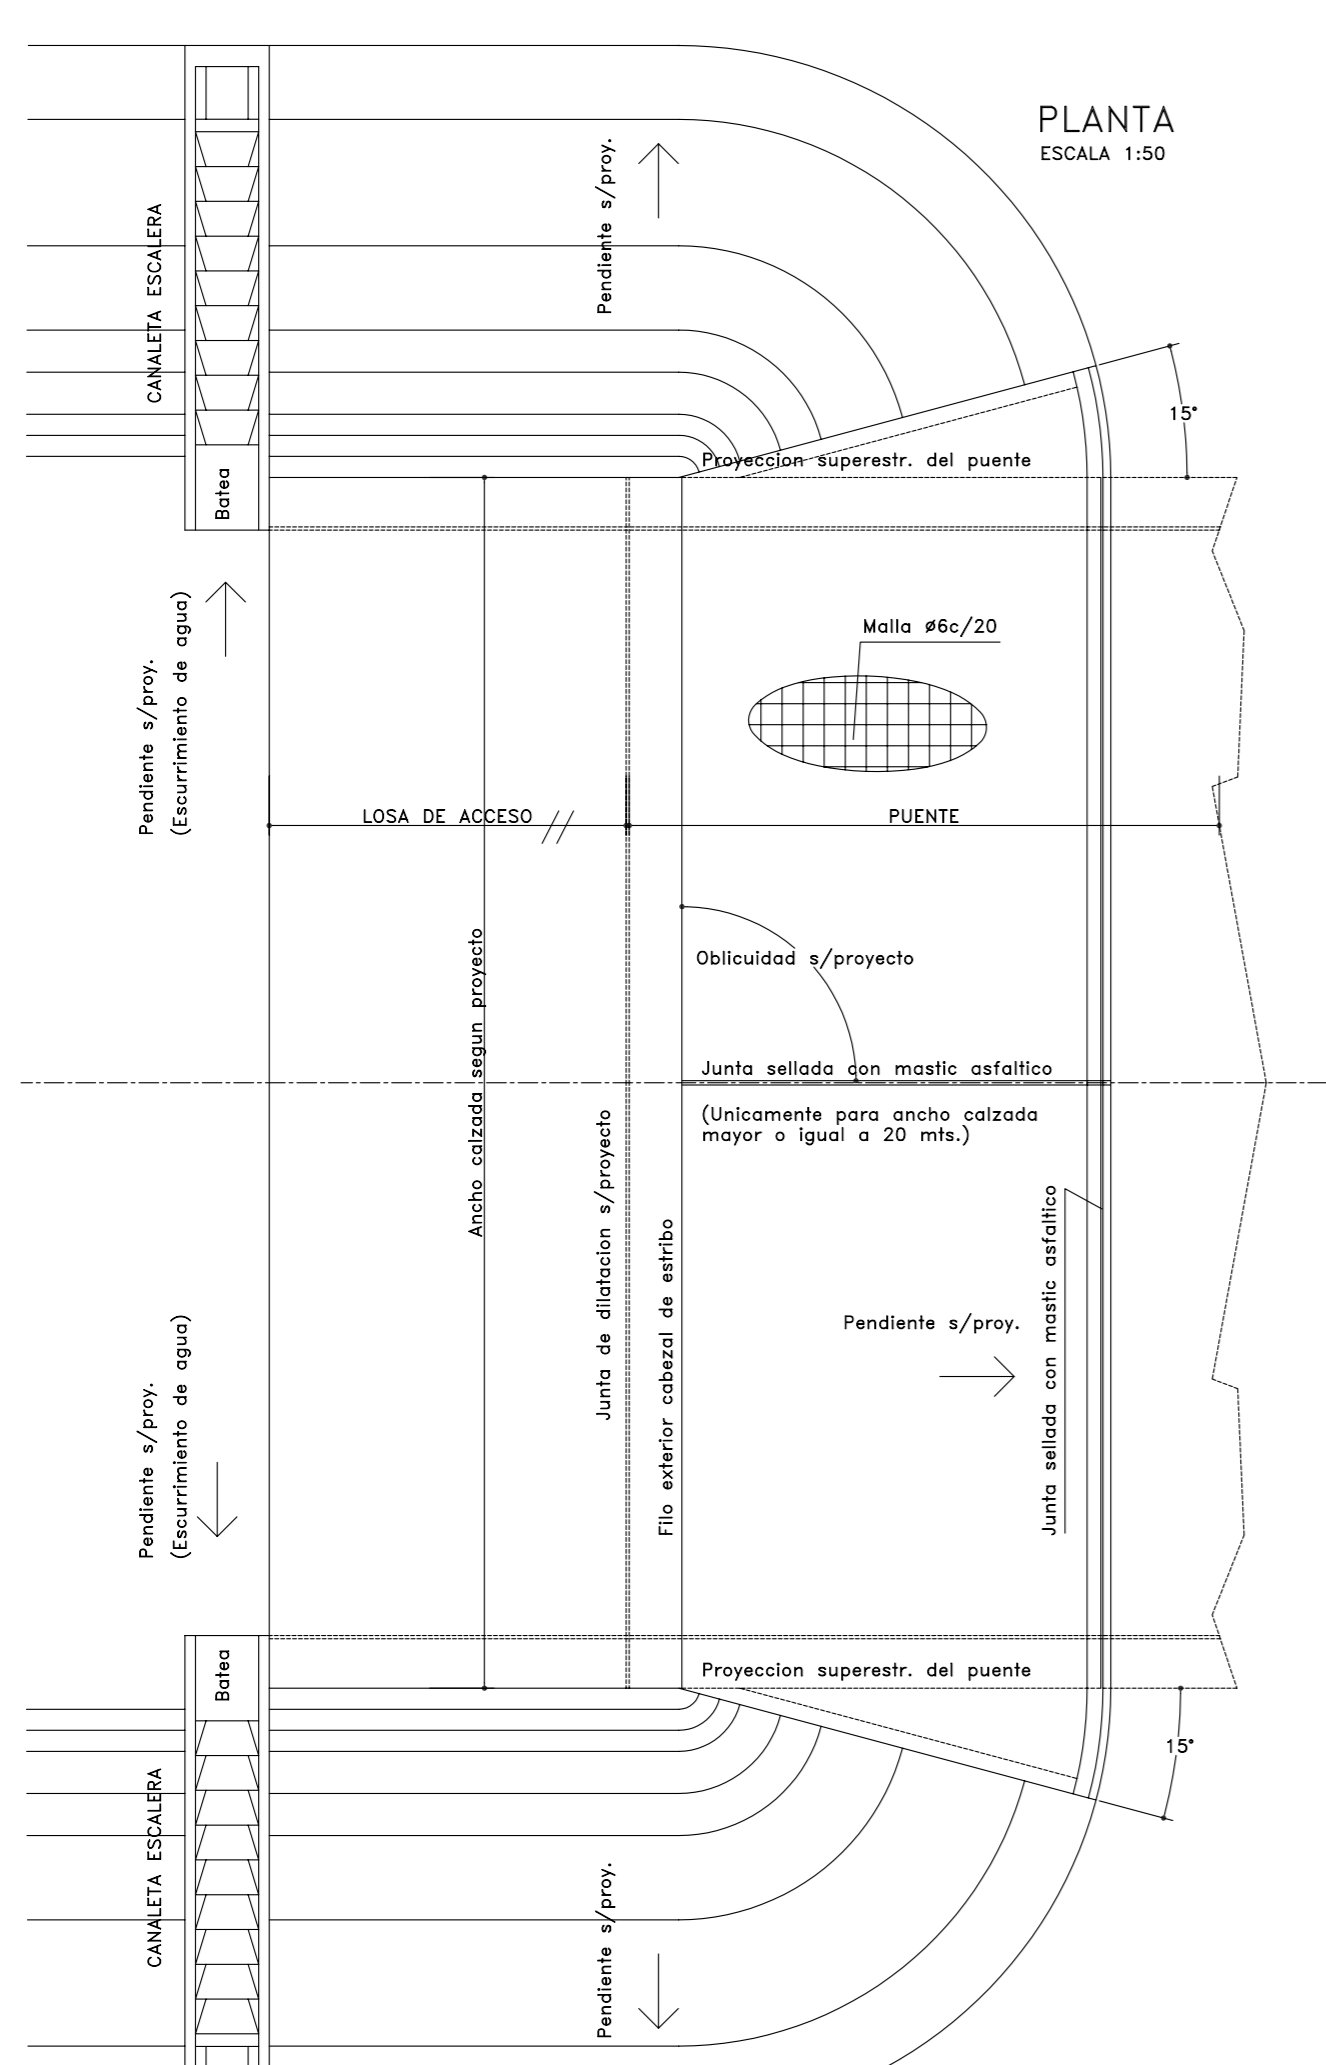 PLANTA
ESCALA 1:50
Pendiente s/proy.
CANALETA ESCALERA
15°
Proyeccion superestr. del puente
Batea
Malla ø6c/20
Pendiente s/proy.
(Escurrimiento de agua)
LOSA DE ACCESO
PUENTE
Oblicuidad s/proyecto
Ancho calzada segun proyecto
Junta sellada con mastic asfaltico
(Unicamente para ancho calzada
mayor o igual a 20 mts.)
Junta de dilatacion s/proyecto
Filo exterior cabezal de estribo
Junta sellada con mastic asfaltico
Pendiente s/proy.
Pendiente s/proy.
(Escurrimiento de agua)
Batea
Proyeccion superestr. del puente
15°
CANALETA ESCALERA
Pendiente s/proy.